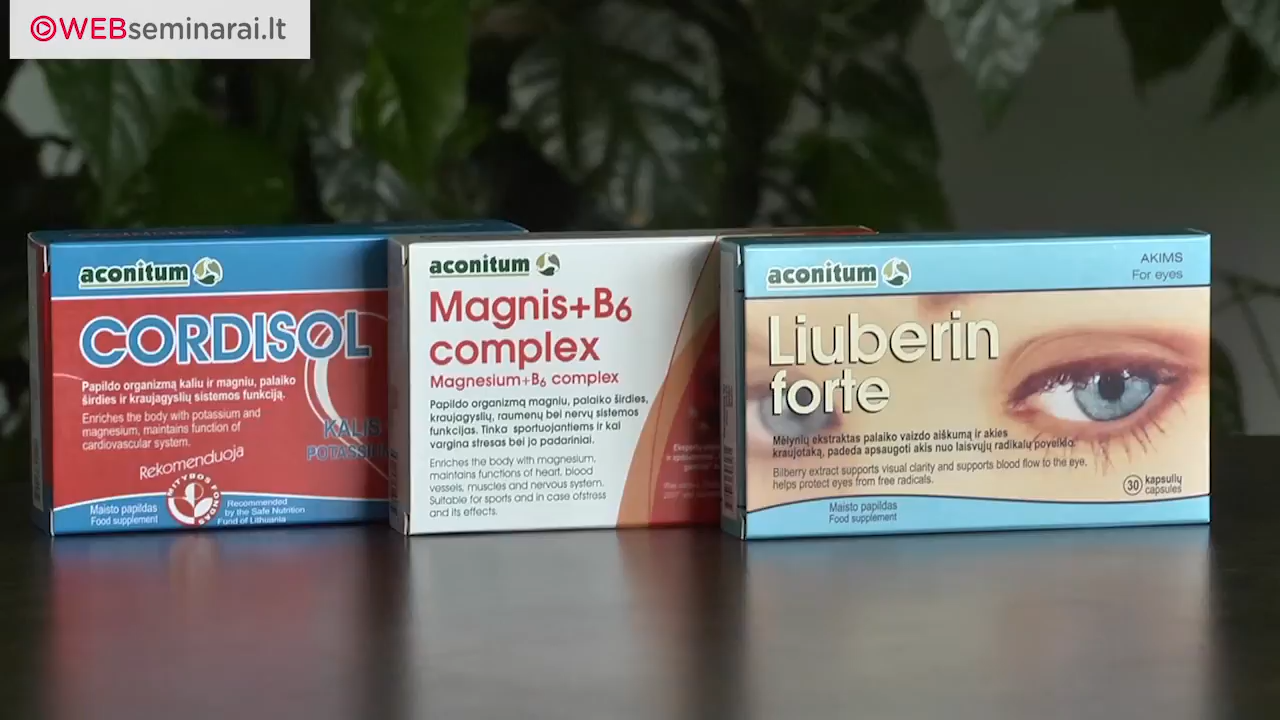 WEBseminarai.lt
aconitum
CORDISOL
Papildo organizmą kaliu ir magniu, palaiko
širdies ir kraujagyslių sistemos funkciją.
Enriches the body with potassium and
magnesium, maintains function of
cardiovascular system.
KALIS
POTASSIU
Rekomenduoja
MITYBOS FONDAS
Maisto papildas
Food supplement
Recommended
by the Safe Nutrition
Fund of Lithuania
aconitum
Magnis+B6
complex
Magnesium+B6 complex
Papildo organizmą magniu, palaiko širdies,
kraujagyslių, raumenų bei nervų sistemos
funkcijas. Tinka sportuojantiems ir kai
vargina stresas bei jo padariniai.
Enriches the body with magnesium,
maintains functions of heart, blood
vessels, muscles and nervous system.
Suitable for sports and in case ofstress
and its effects.
aconitum
AKIMS
For eyes
Liuberin
forte
Mėlynių ekstraktas palaiko vaizdo aiškumą ir akies
kraujotaką, padeda apsaugoti akis nuo laisvųjų radikalų poveikio.
Bilberry extract supports visual clarity and supports blood flow to the eye,
helps protect eyes from free radicals.
30 kapsulių
capsules
Maisto papildas
Food supplement